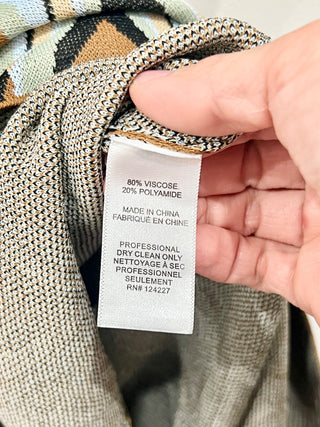 80% VISCOSE
20% POLYAMIDE
MADE IN CHINA
FABRIQUÉ EN CHINE
PROFESSIONAL
DRY CLEAN ONLY
NETTOYAGE À SEC
PROFESSIONNEL
SEULEMENT
RN# 124227